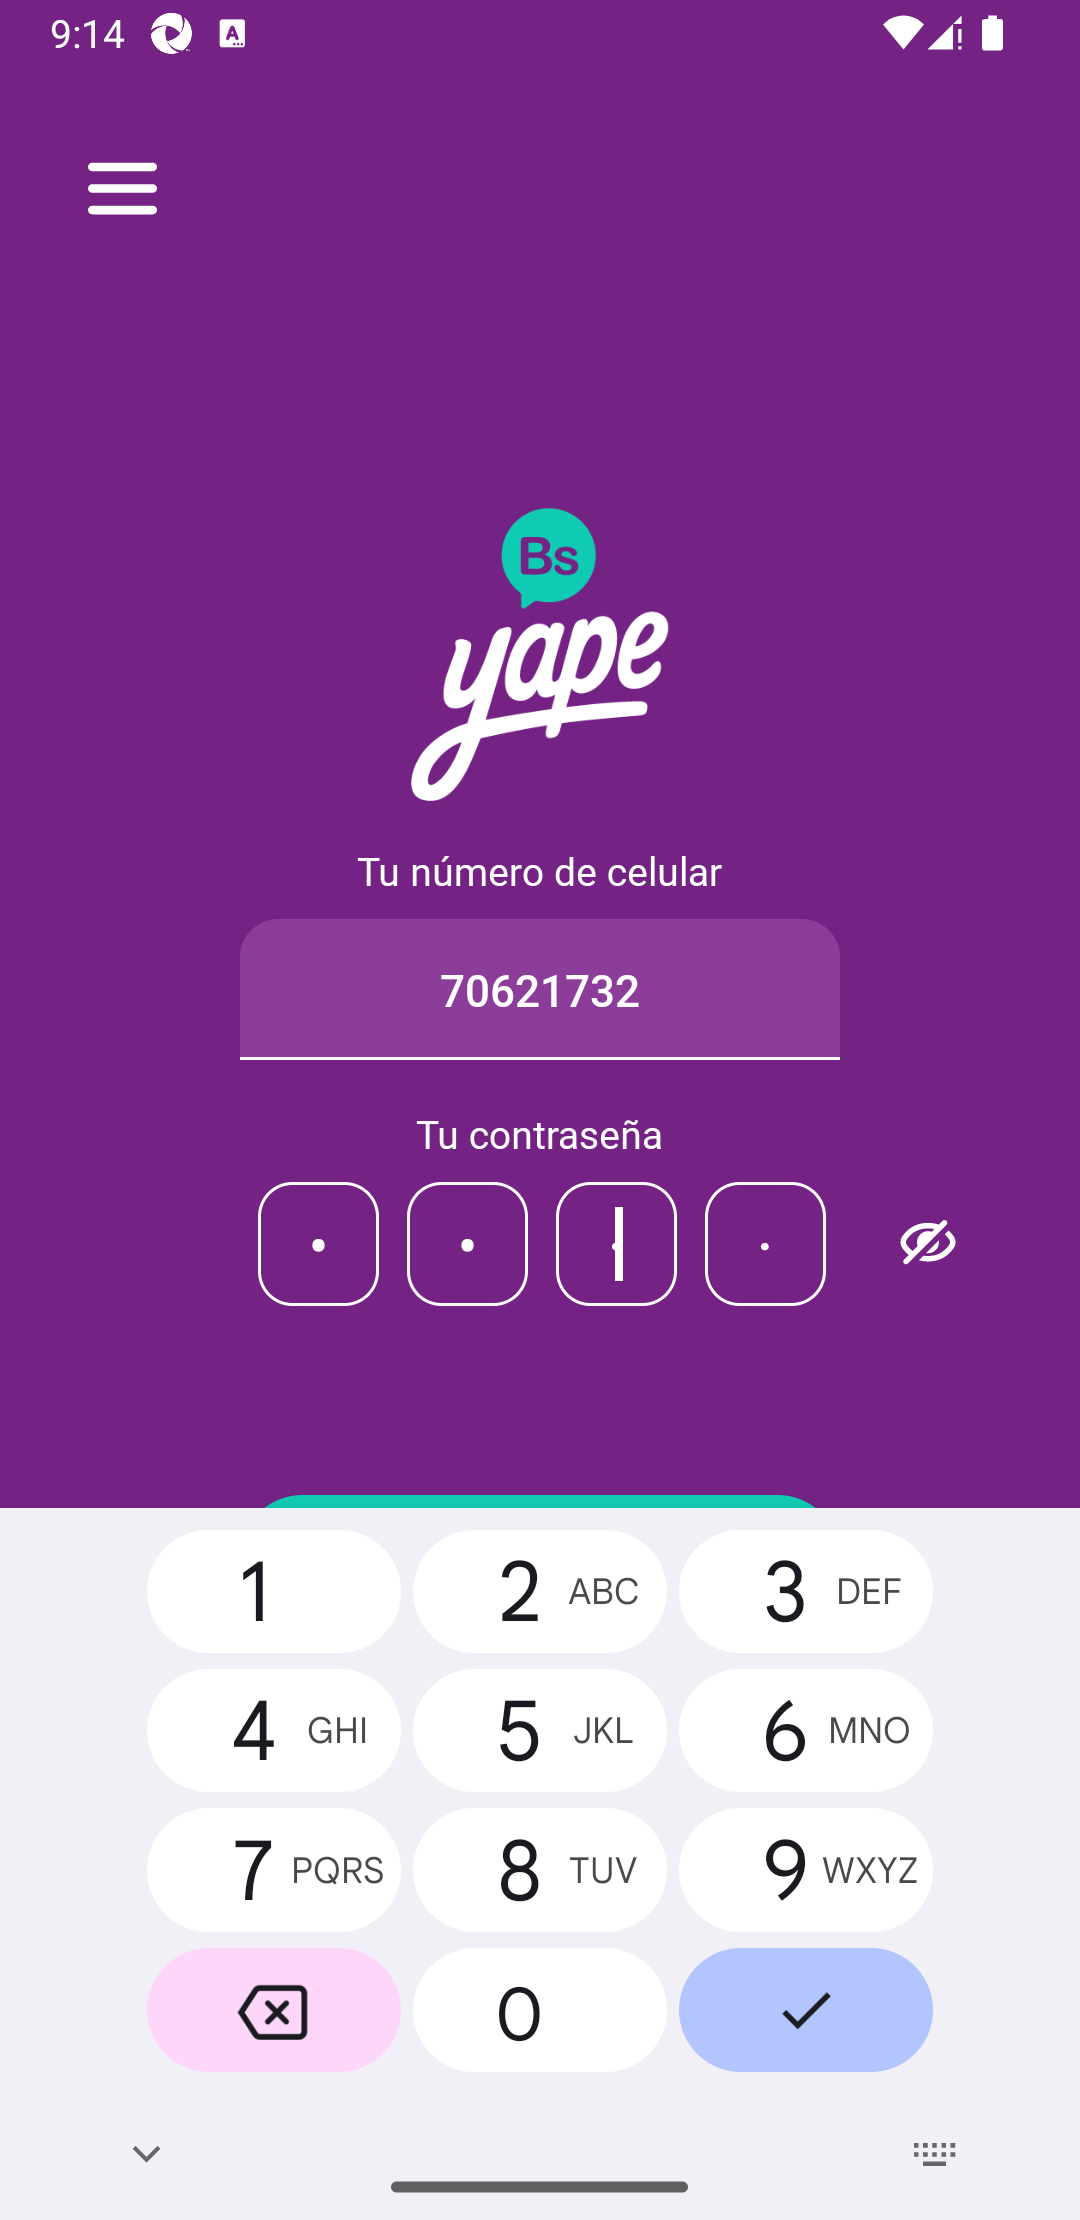 9:14
Bs
yape
Tu número de celular
70621732
Tu contraseña
1
2 ABC
3 DEF
4 GHI
5 JKL
6 MNO
7 PQRS
8 TUV
9 WXYZ
0